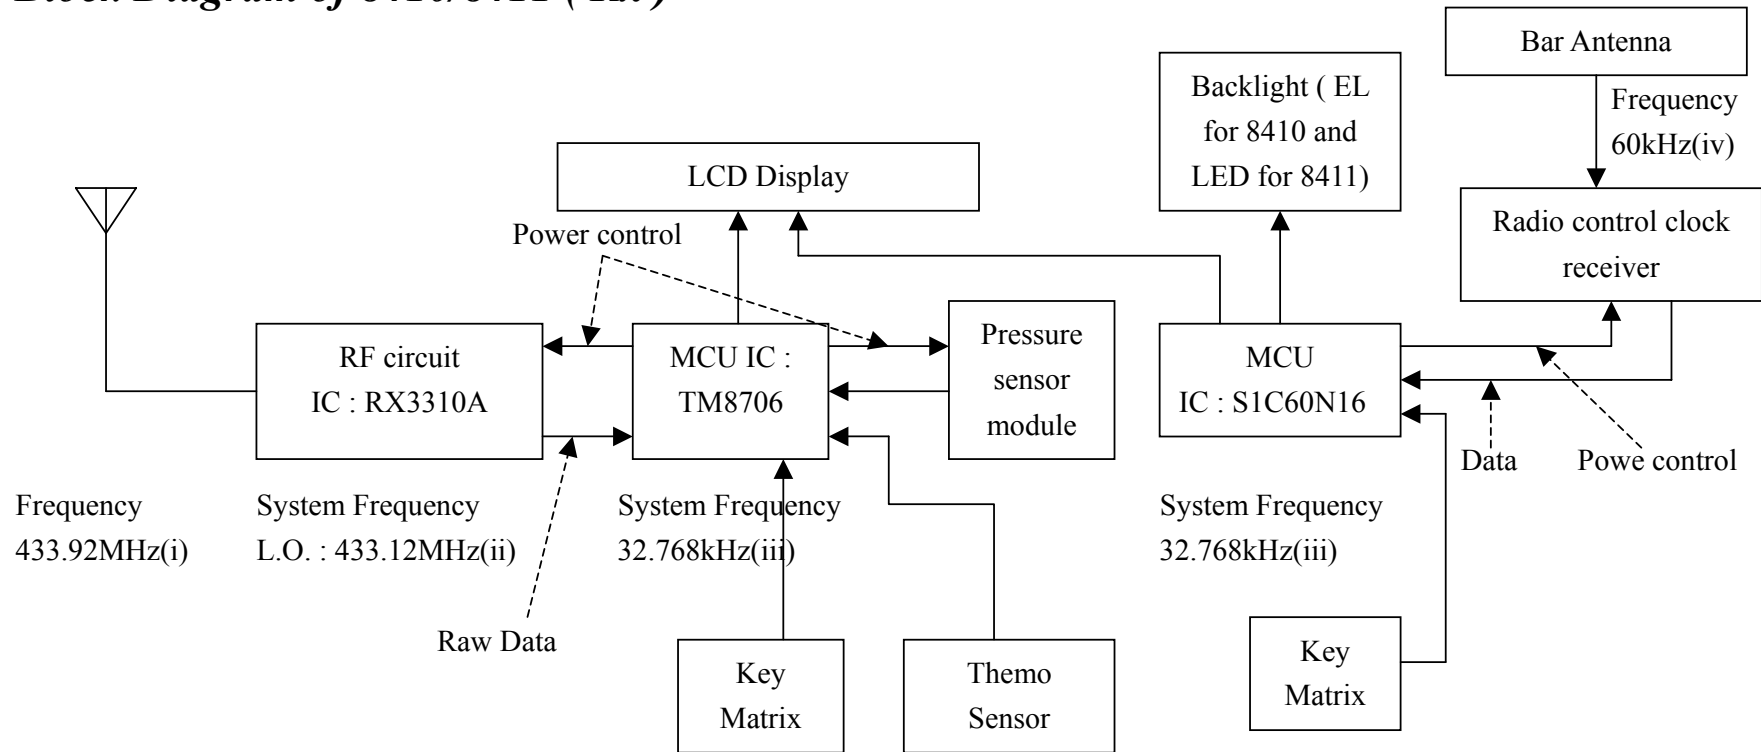 Bar Antenna
Frequency
60kHz(iv)
Backlight ( EL
for 8410 and
LED for 8411)
LCD Display
Radio control clock
receiver
Power control
RF circuit
IC : RX3310A
MCU IC :
TM8706
Pressure
sensor
module
MCU
IC : S1C60N16
Data
Powe control
Frequency
433.92MHz(i)
System Frequency
L.O. : 433.12MHz(ii)
System Frequency
32.768kHz(iii)
System Frequency
32.768kHz(iii)
Raw Data
Key
Matrix
Themo
Sensor
Key
Matrix